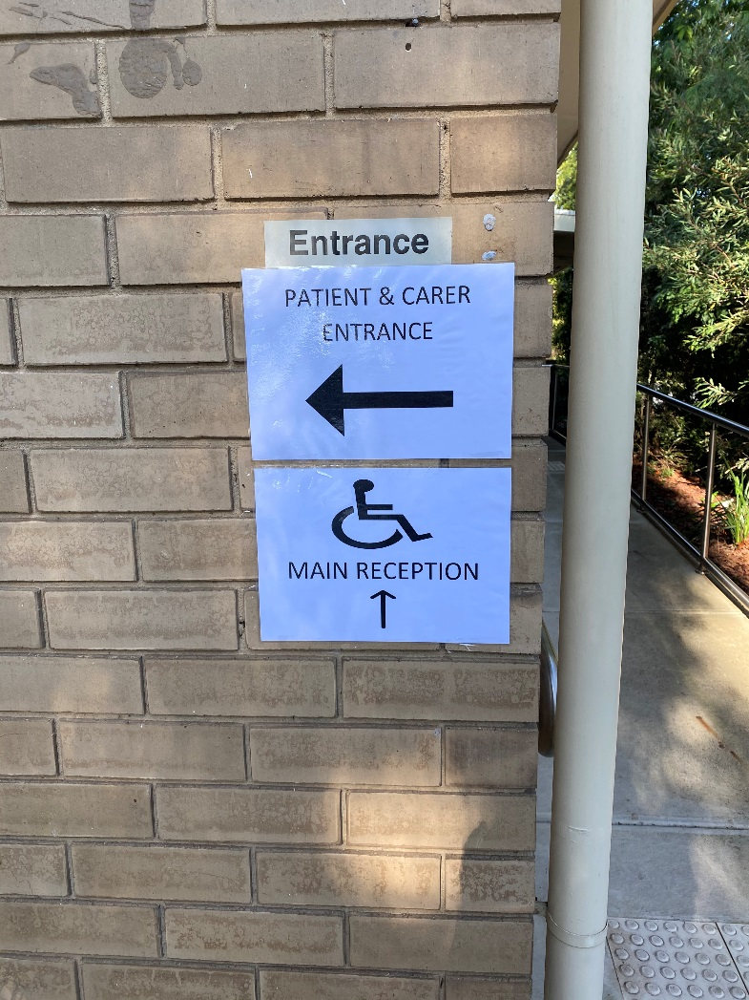 Entrance
PATIENT & CARER
ENTRANCE
MAIN RECEPTION